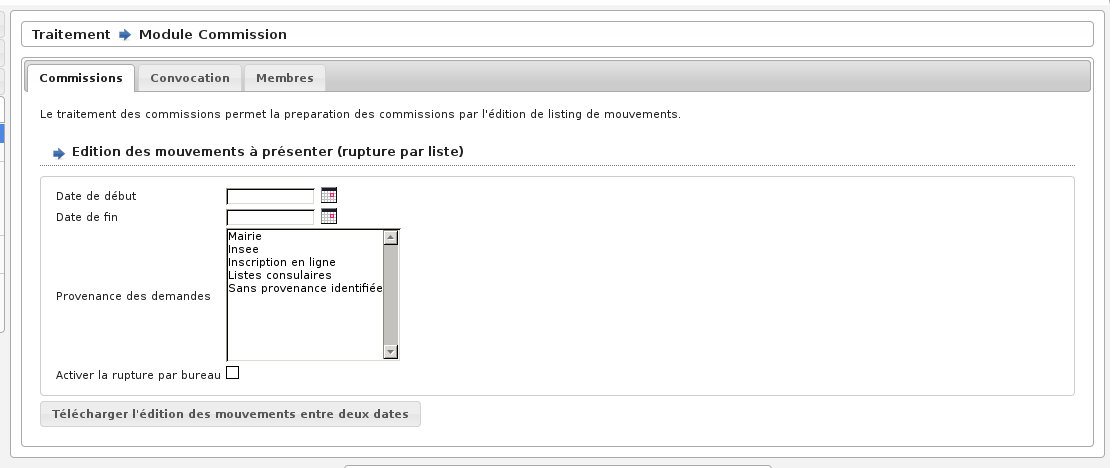 Traitement Module Commission
Commissions Convocation Membres
Le traitement des commissions permet la preparation des commissions par l'édition de listing de mouvements.
Edition des mouvements à présenter (rupture par liste)
Date de début
Date de fin
Provenance des demandes
Mairie
Insee
Inscription en ligne
Listes consulaires
Sans provenance identifiée
Activer la rupture par bureau
Télécharger l'édition des mouvements entre deux dates